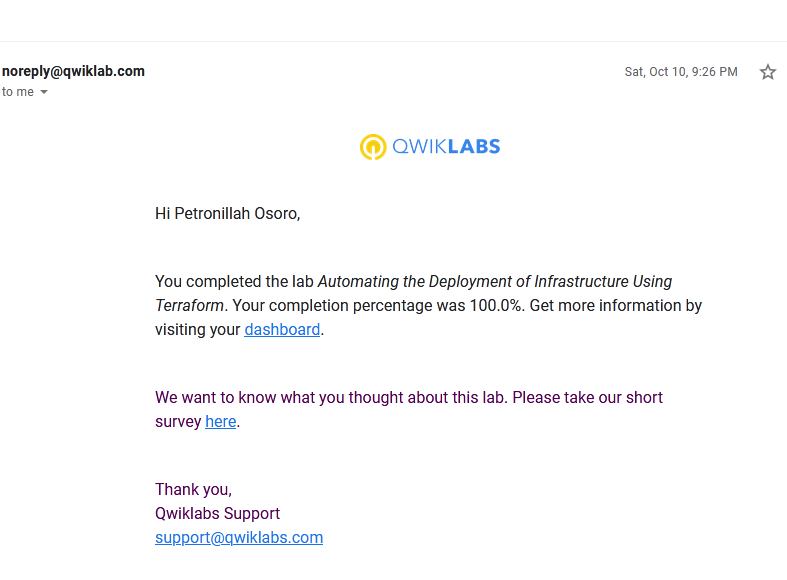 noreply@qwiklab.com
Sat, Oct 10, 9:26 PM
to me
QWIKLABS
Hi Petronillah Osoro,
You completed the lab Automating the Deployment of Infrastructure Using
Terraform. Your completion percentage was 100.0%. Get more information by
visiting your dashboard.
We want to know what you thought about this lab. Please take our short
survey here.
Thank you,
Qwiklabs Support
support@qwiklabs.com